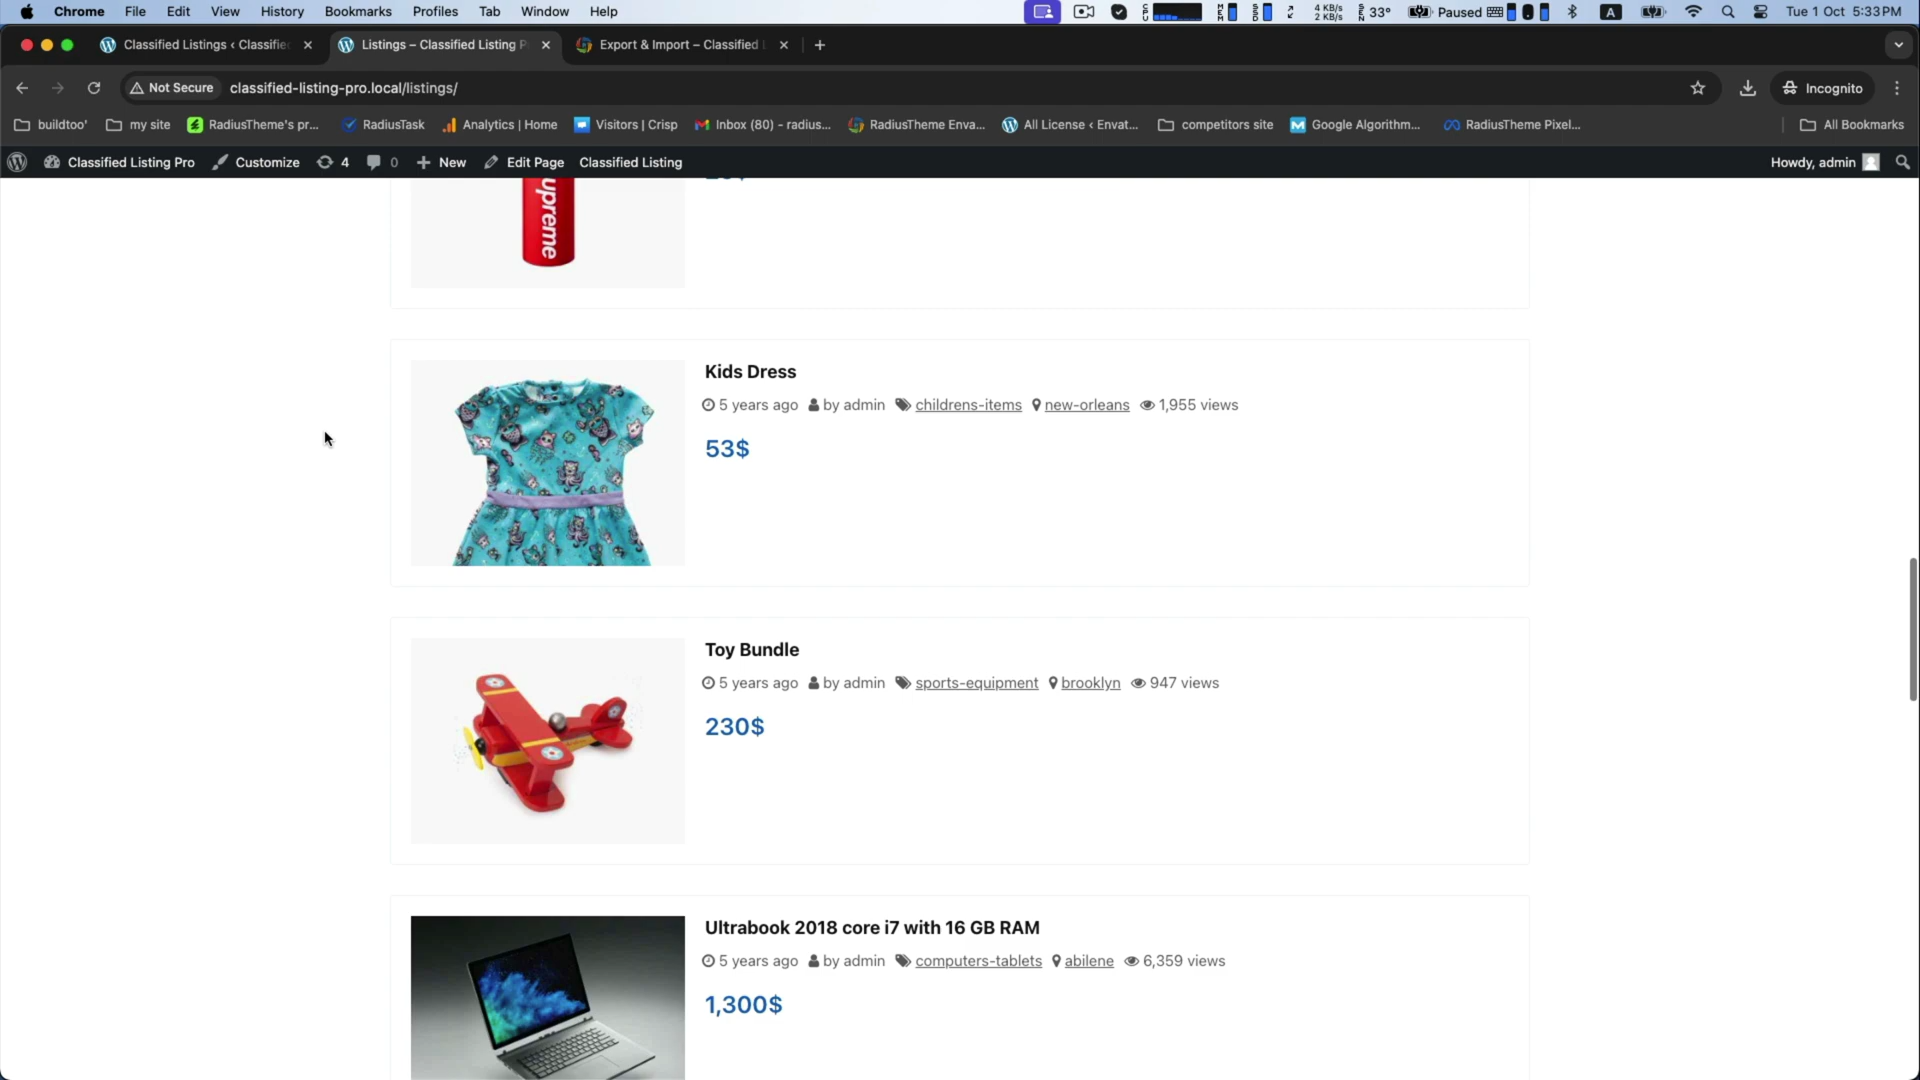 Chrome File Edit View History Bookmarks Profiles Tab Window Help 4 KB/s 2 KB/s 33° Paused A Tue 1 Oct 5:33 PM
Classified Listings ‹ Classifie Listings – Classified Listing P Export & Import – Classified
Not Secure classified-listing-pro.local/listings/ Incognito
buildtoo' my site RadiusTheme's pr... RadiusTask Analytics | Home Visitors | Crisp Inbox (80) - radius... RadiusTheme Enva... All License ‹ Envat... competitors site Google Algorithm... RadiusTheme Pixel... All Bookmarks
Classified Listing Pro Customize 4 0 New Edit Page Classified Listing Howdy, admin
upreme
Kids Dress
5 years ago by admin childrens-items new-orleans 1,955 views
53$
Toy Bundle
5 years ago by admin sports-equipment brooklyn 947 views
230$
Ultrabook 2018 core i7 with 16 GB RAM
5 years ago by admin computers-tablets abilene 6,359 views
1,300$